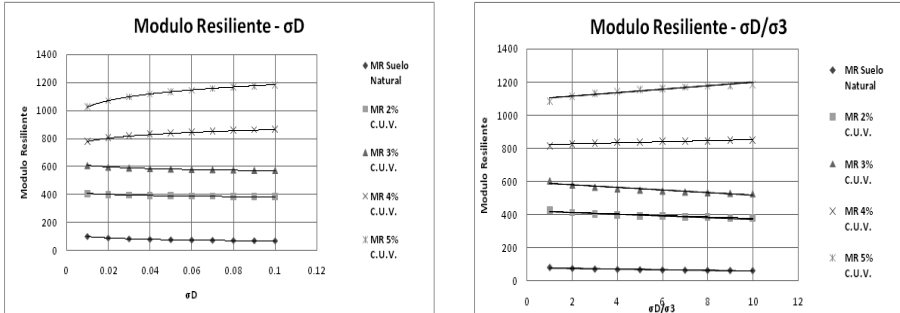 Modulo Resiliente - σD
Modulo Resiliente
1400
1200
1000
800
600
400
200
0
0
0.02
0.04
0.06
0.08
0.1
0.12
σD
MR Suelo
Natural
MR 2%
C.U.V.
MR 3%
C.U.V.
MR 4%
C.U.V.
MR 5%
C.U.V.
Modulo Resiliente - σD/σ3
Modulo Resiliente
1400
1200
1000
800
600
400
200
0
0
2
4
6
8
10
12
σD/σ3
MR Suelo
Natural
MR 2%
C.U.V.
MR 3%
C.U.V.
MR 4%
C.U.V.
MR 5%
C.U.V.